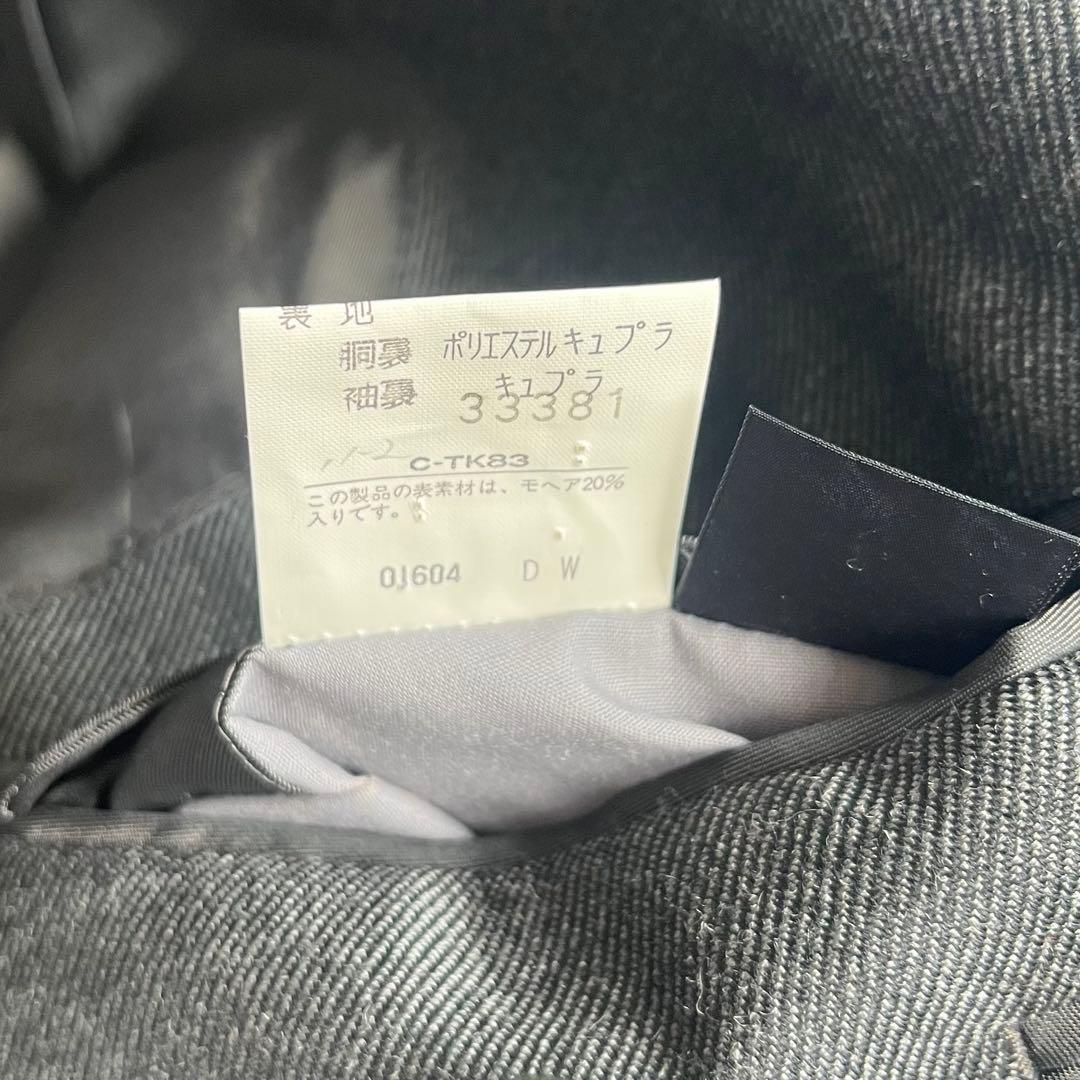 裏 地
胴裏 ポリエステルキュプラ
袖裏 キュプラ
33381
C-TK83
この製品の表素材は、モヘア20%
入りです。
0J604 D W